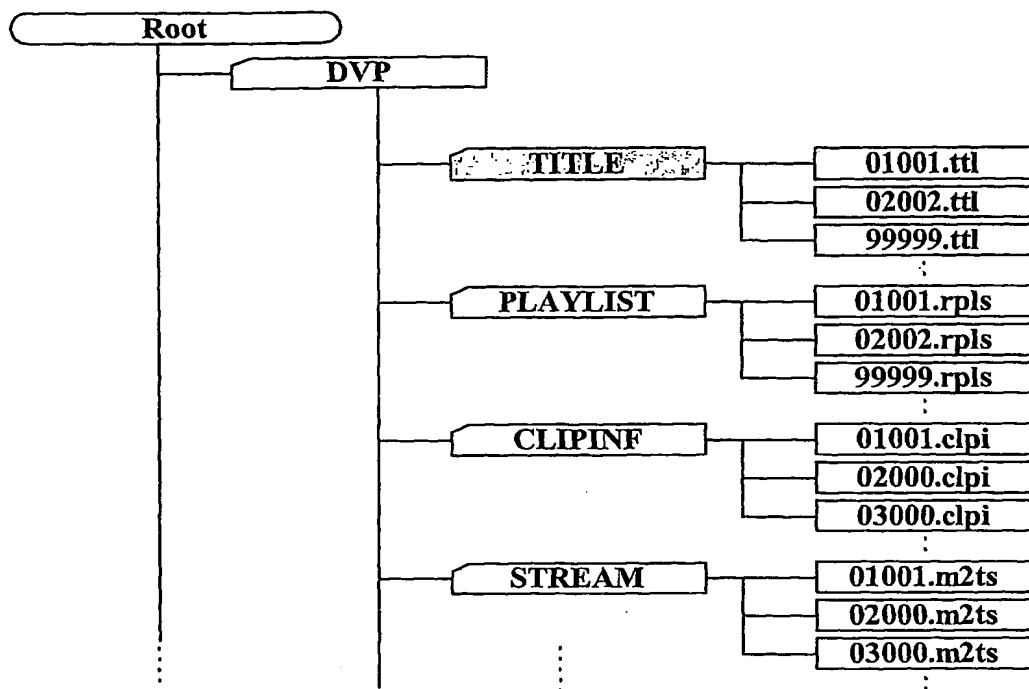 Root
DVP
TITLE
01001.ttl
02002.ttl
99999.ttl
PLAYLIST
01001.rpls
02002.rpls
99999.rpls
CLIPINF
01001.clpi
02000.clpi
03000.clpi
STREAM
01001.m2ts
02000.m2ts
03000.m2ts